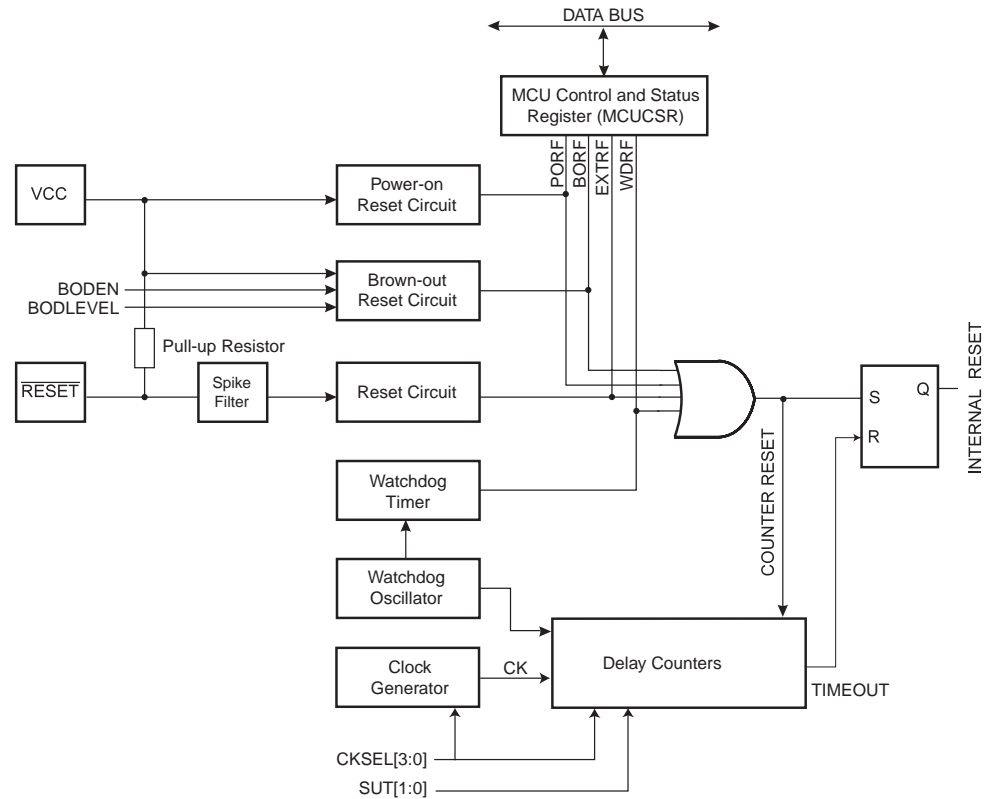 DATA BUS
MCU Control and Status
Register (MCUCSR)
PORF
BORF
EXTRF
WDRF
VCC
Power-on
Reset Circuit
BODEN
BODLEVEL
Brown-out
Reset Circuit
Pull-up Resistor
RESET
Spike
Filter
Reset Circuit
S
Q
R
INTERNAL RESET
Watchdog
Timer
COUNTER RESET
Watchdog
Oscillator
Clock
Generator
CK
Delay Counters
TIMEOUT
CKSEL[3:0]
SUT[1:0]